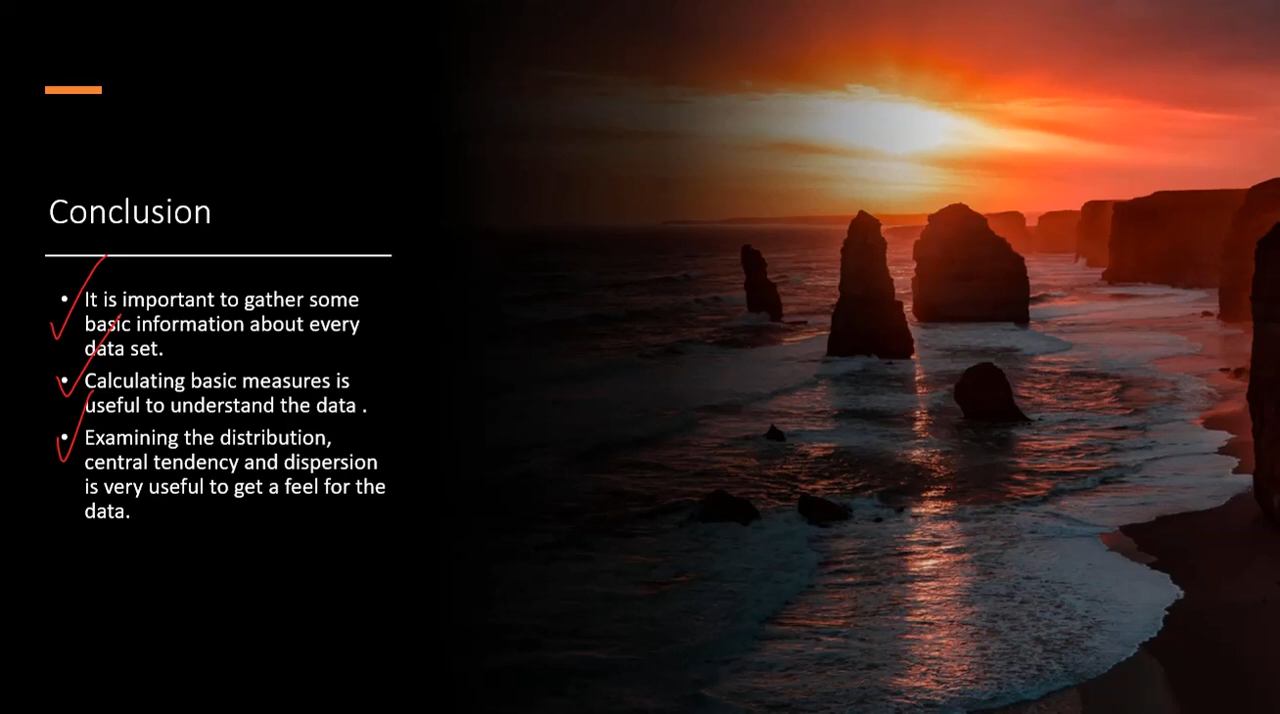 Conclusion
• It is important to gather some
basic information about every
data set.
• Calculating basic measures is
useful to understand the data .
• Examining the distribution,
central tendency and dispersion
is very useful to get a feel for the
data.